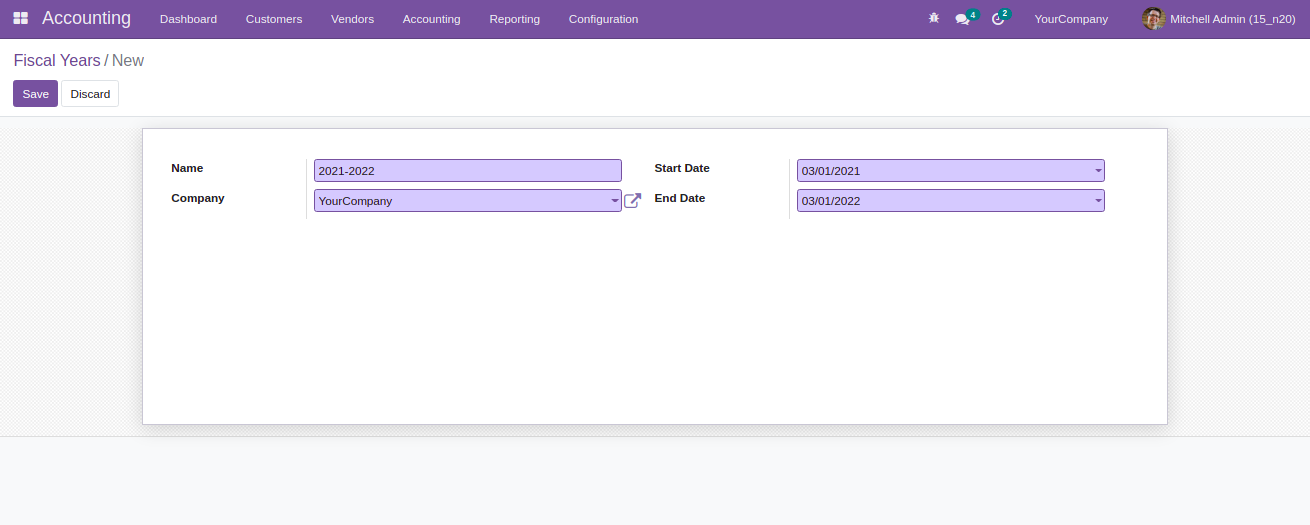 Accounting Dashboard Customers Vendors Accounting Reporting Configuration 4 2 YourCompany Mitchell Admin (15_n20)
Fiscal Years / New
Save Discard
Name 2021-2022 Start Date 03/01/2021
Company YourCompany End Date 03/01/2022